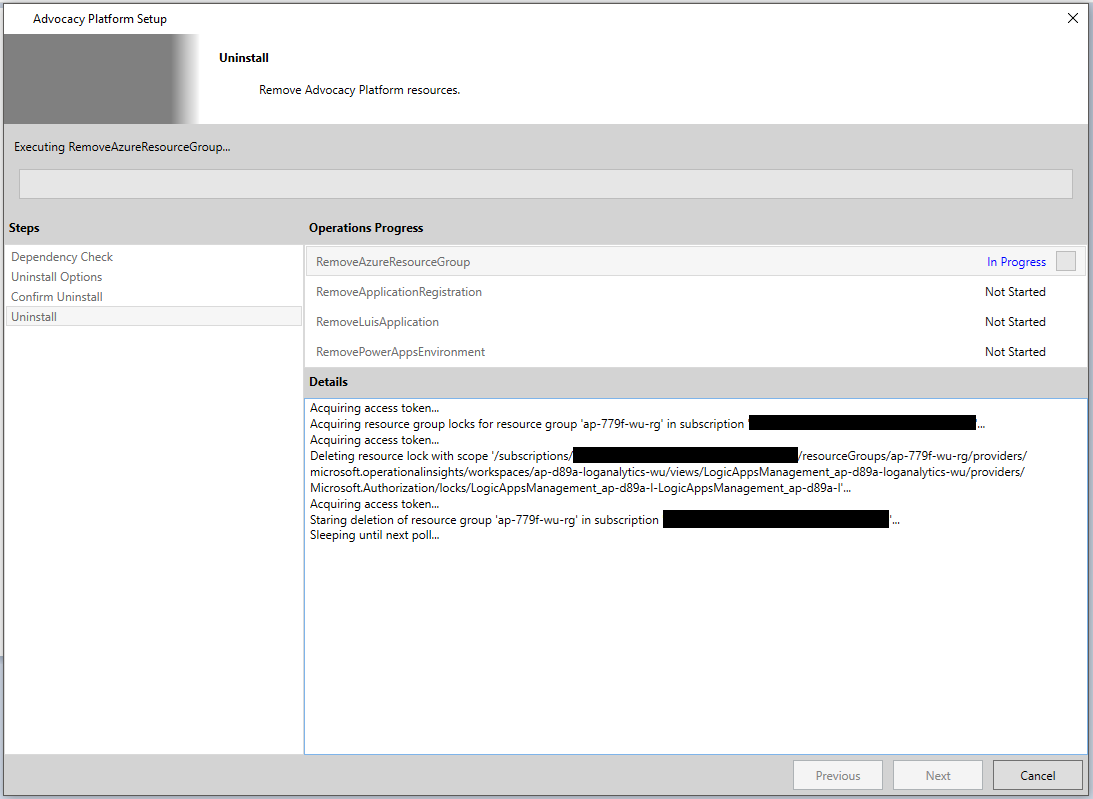 Advocacy Platform Setup
Uninstall
Remove Advocacy Platform resources.
Executing RemoveAzureResourceGroup...
Steps
Dependency Check
Uninstall Options
Confirm Uninstall
Uninstall
Operations Progress
RemoveAzureResourceGroup In Progress
RemoveApplicationRegistration Not Started
RemoveLuisApplication Not Started
RemovePowerAppsEnvironment Not Started
Details
Acquiring access token...
Acquiring resource group locks for resource group 'ap-779f-wu-rg' in subscription ' '...
Acquiring access token...
Deleting resource lock with scope '/subscriptions/ /resourceGroups/ap-779f-wu-rg/providers/
microsoft.operationalinsights/workspaces/ap-d89a-loganalytics-wu/views/LogicAppsManagement_ap-d89a-loganalytics-wu/providers/
Microsoft.Authorization/locks/LogicAppsManagement_ap-d89a-l-LogicAppsManagement_ap-d89a-l'...
Acquiring access token...
Staring deletion of resource group 'ap-779f-wu-rg' in subscription '...
Sleeping until next poll...
Previous Next Cancel